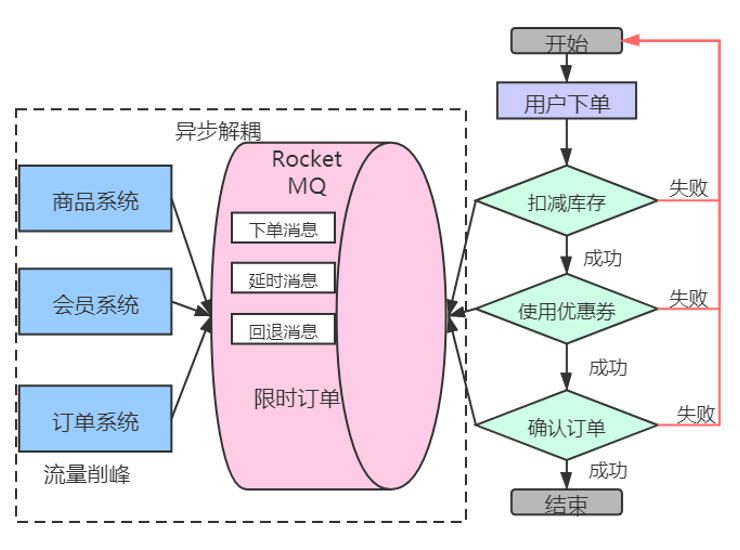 开始
用户下单
异步解耦
Rocket
MQ
商品系统
下单消息
扣减库存
失败
延时消息
成功
会员系统
使用优惠券
失败
回退消息
成功
限时订单
订单系统
确认订单
失败
流量削峰
成功
结束